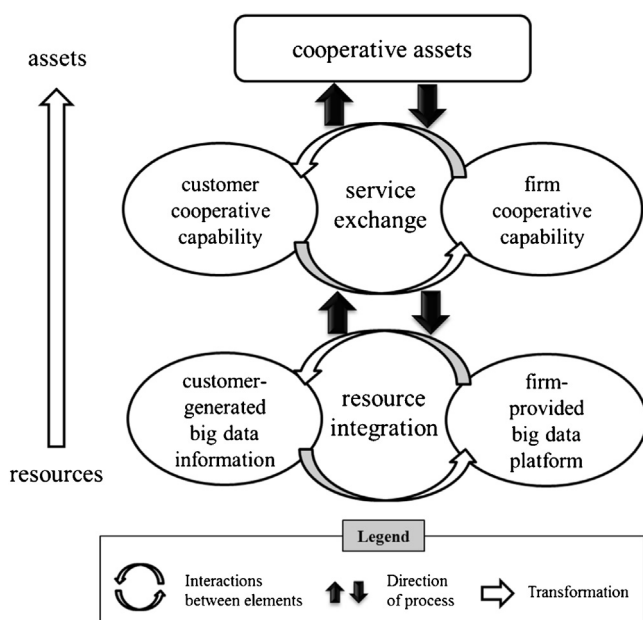 cooperative assets
assets
customer
cooperative
capability
service
exchange
firm
cooperative
capability
customer-
generated
big data
information
resource
integration
firm-
provided
big data
platform
resources
Legend
Interactions
between elements
Direction
of process
Transformation